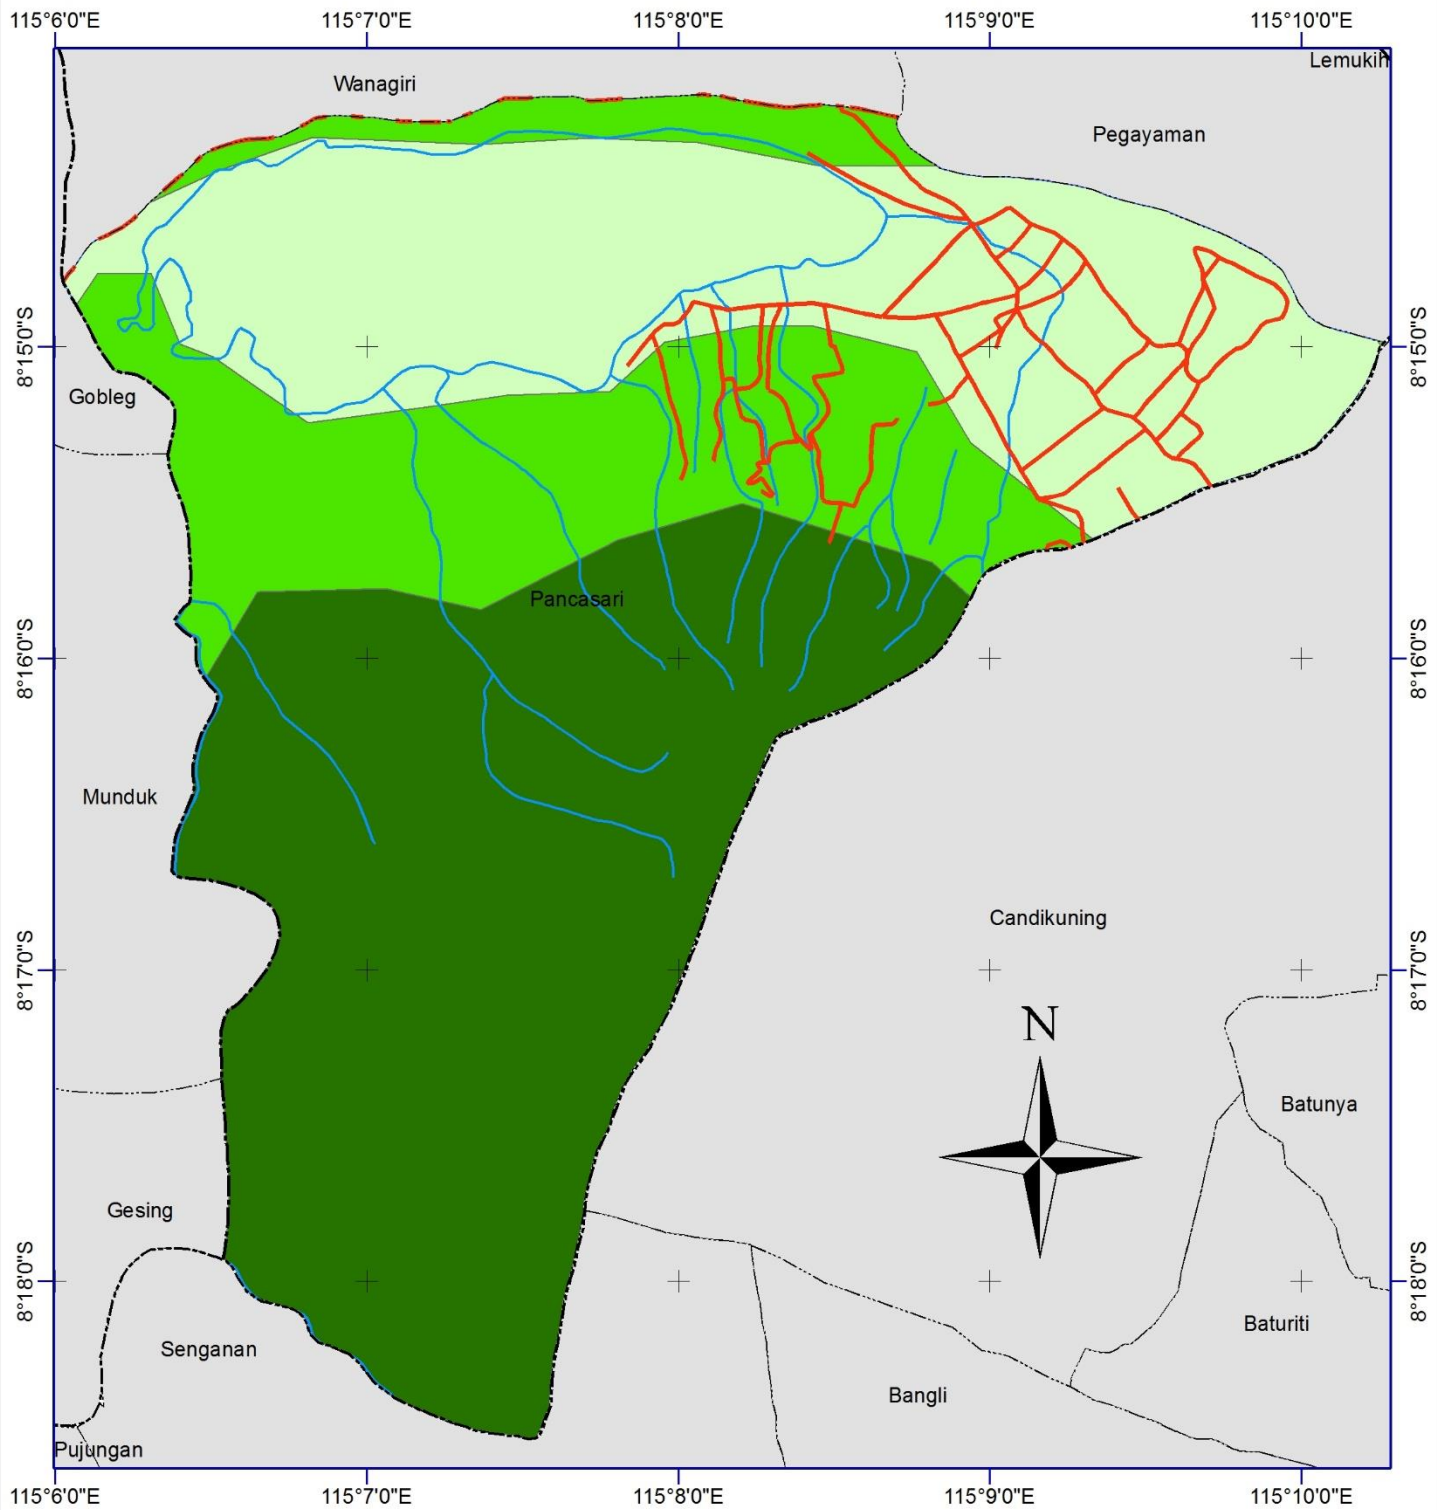 115°6'0"E 115°7'0"E 115°8'0"E 115°9'0"E 115°10'0"E
Lemukih
Wanagiri
Pegayaman
8°15'0"S 8°15'0"S
Gobleg
Pancasari
8°16'0"S 8°16'0"S
Munduk
Candikuning
8°17'0"S 8°17'0"S
N
Batunya
Gesing
8°18'0"S 8°18'0"S
Baturiti
Senganan
Bangli
Pujungan
115°6'0"E 115°7'0"E 115°8'0"E 115°9'0"E 115°10'0"E